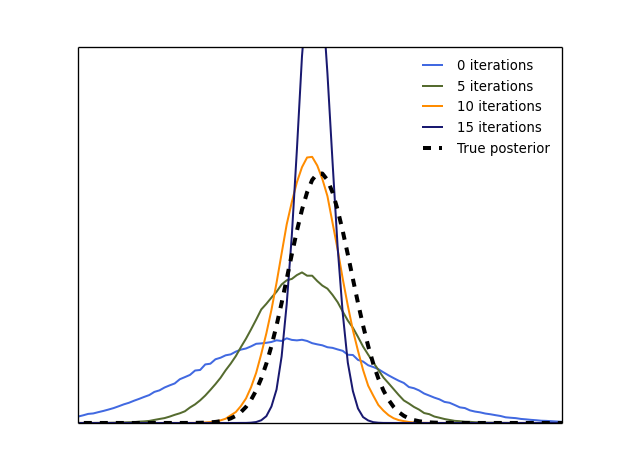 0 iterations
5 iterations
10 iterations
15 iterations
True posterior